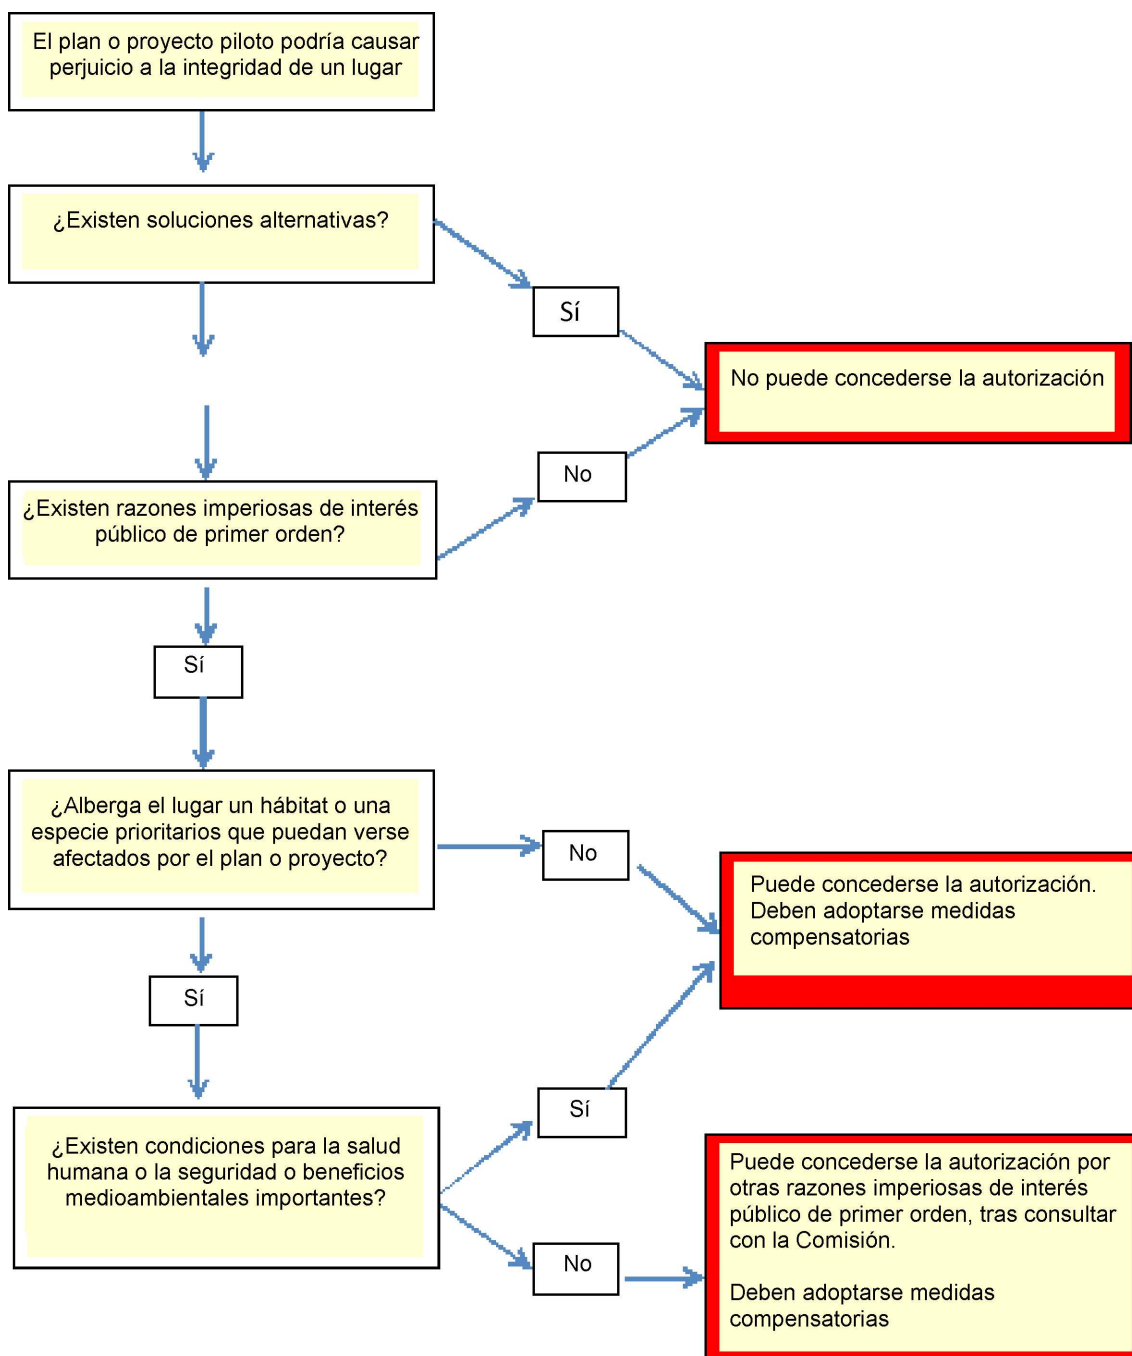 El plan o proyecto piloto podría causar
perjuicio a la integridad de un lugar
¿Existen soluciones alternativas?
Sí
No puede concederse la autorización
No
¿Existen razones imperiosas de interés
público de primer orden?
Sí
¿Alberga el lugar un hábitat o una
especie prioritarios que puedan verse
afectados por el plan o proyecto?
No
Puede concederse la autorización.
Deben adoptarse medidas
compensatorias
Sí
Sí
¿Existen condiciones para la salud
humana o la seguridad o beneficios
medioambientales importantes?
No
Puede concederse la autorización por
otras razones imperiosas de interés
público de primer orden, tras consultar
con la Comisión.
Deben adoptarse medidas
compensatorias